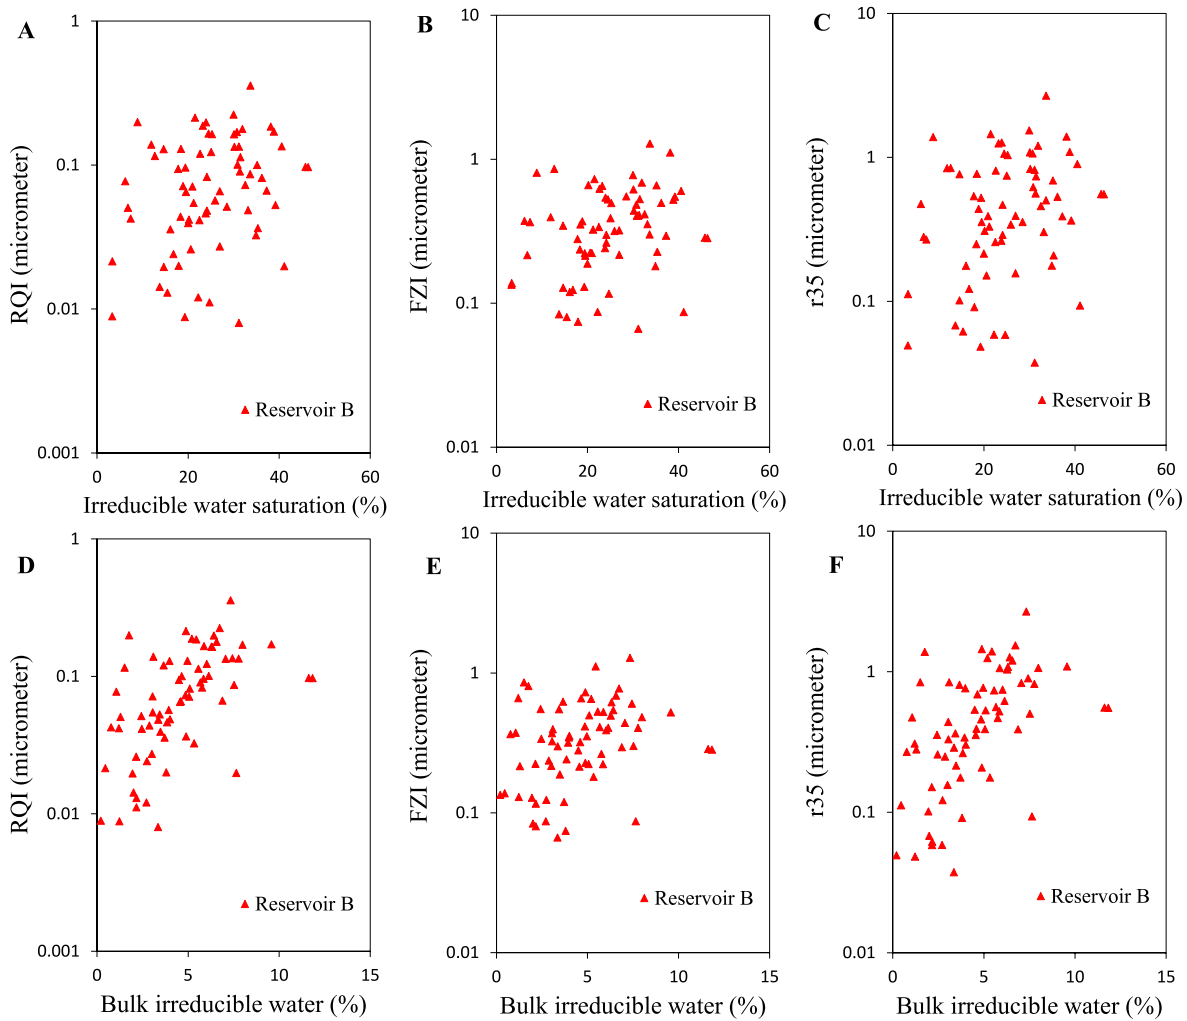 A
RQI (micrometer)
1
0.1
0.01
0.001
0 20 40 60
Irreducible water saturation (%)
Reservoir B
B
FZI (micrometer)
10
1
0.1
0.01
0 20 40 60
Irreducible water saturation (%)
Reservoir B
C
r35 (micrometer)
10
1
0.1
0.01
0 20 40 60
Irreducible water saturation (%)
Reservoir B
D
RQI (micrometer)
1
0.1
0.01
0.001
0 5 10 15
Bulk irreducible water (%)
Reservoir B
E
FZI (micrometer)
10
1
0.1
0.01
0 5 10 15
Bulk irreducible water (%)
Reservoir B
F
r35 (micrometer)
10
1
0.1
0.01
0 5 10 15
Bulk irreducible water (%)
Reservoir B